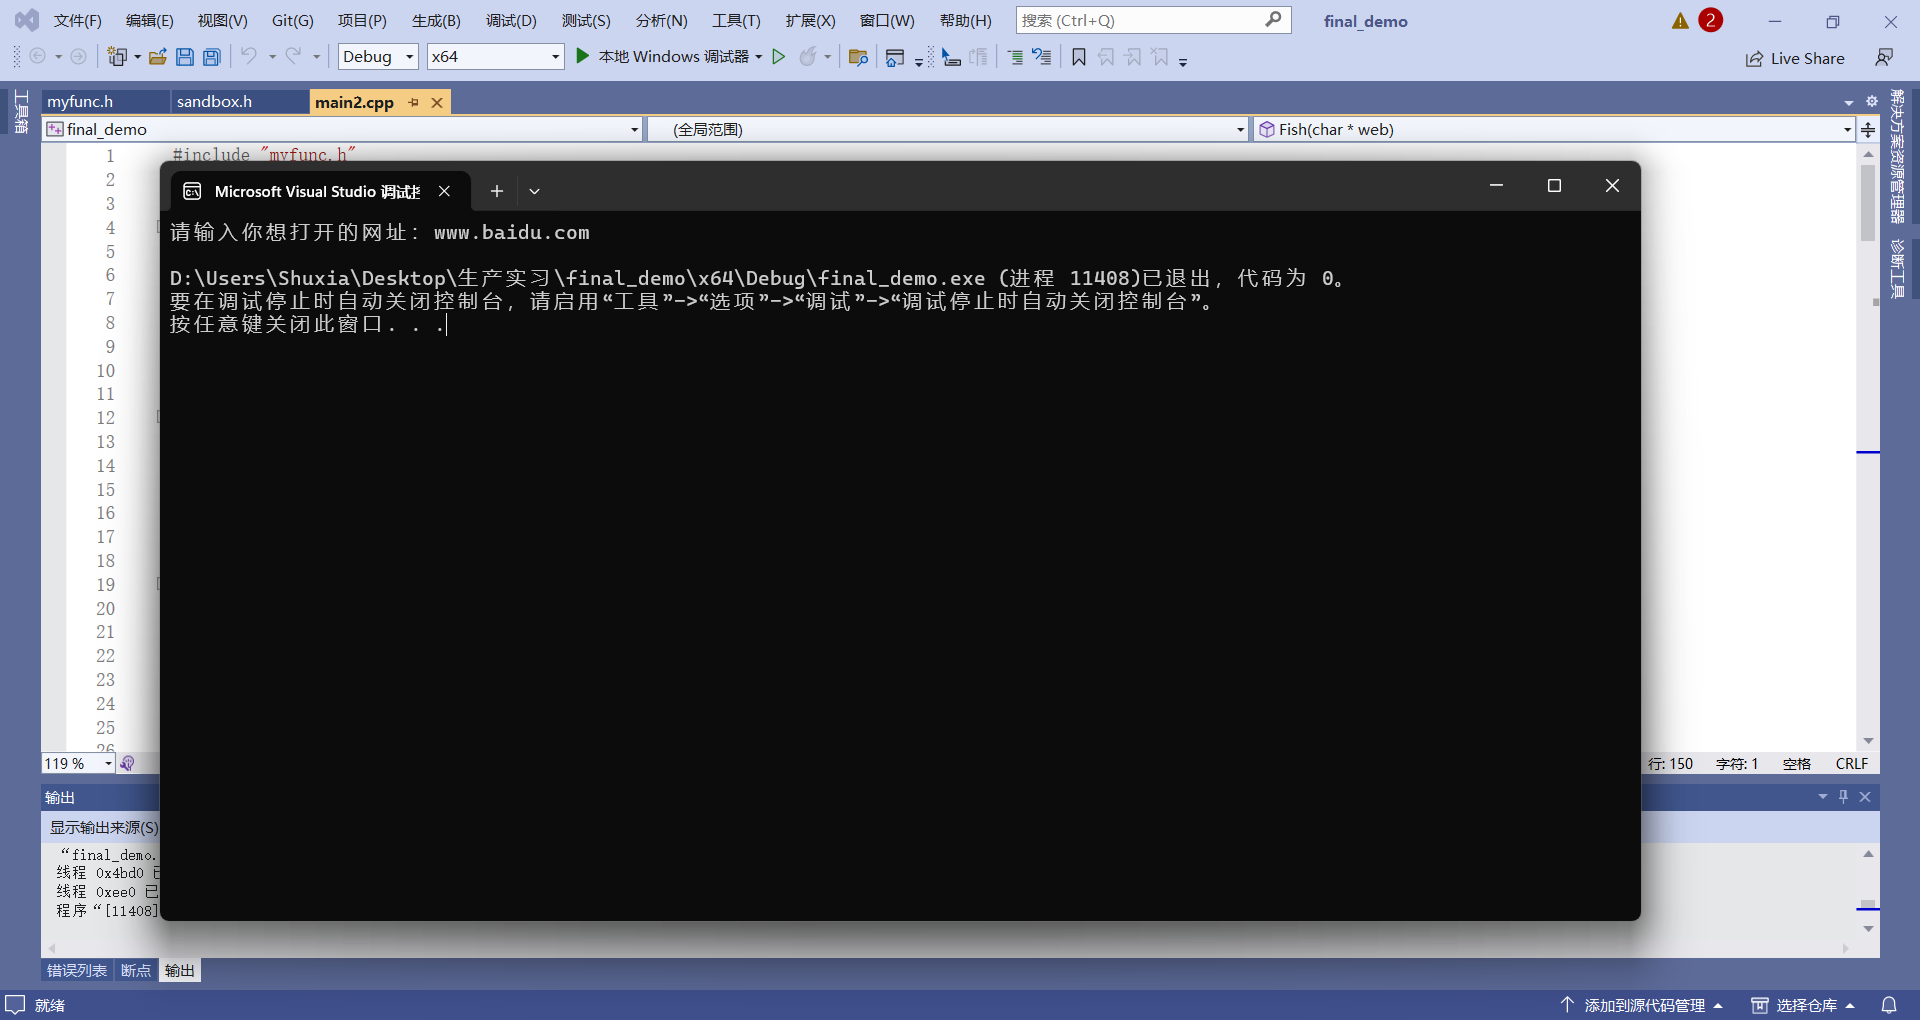 文件(F) 编辑(E) 视图(V) Git(G) 项目(P) 生成(B) 调试(D) 测试(S) 分析(N) 工具(T) 扩展(X) 窗口(W) 帮助(H) 搜索 (Ctrl+Q) final_demo 2
Debug x64 本地 Windows 调试器 Live Share
工具箱
myfunc.h sandbox.h main2.cpp
final_demo (全局范围) Fish(char * web)
解决方案资源管理器
诊断工具
1 #include "myfunc.h"
2
3
4
5
6
7
8
9
10
11
12
13
14
15
16
17
18
19
20
21
22
23
24
25
26
Microsoft Visual Studio 调试
请输入你想打开的网址: www.baidu.com
D:\Users\Shuxia\Desktop\生产实习\final_demo\x64\Debug\final_demo.exe (进程 11408)已退出，代码为 0。
要在调试停止时自动关闭控制台，请启用“工具”->“选项”->“调试”->“调试停止时自动关闭控制台”。
按任意键关闭此窗口. . .
119 % 行: 150 字符: 1 空格 CRLF
输出
显示输出来源(S)
“final_demo.
线程 0x4bd0 已
线程 0xee0 已
程序“[11408]
错误列表 断点 输出
就绪 添加到源代码管理 选择仓库